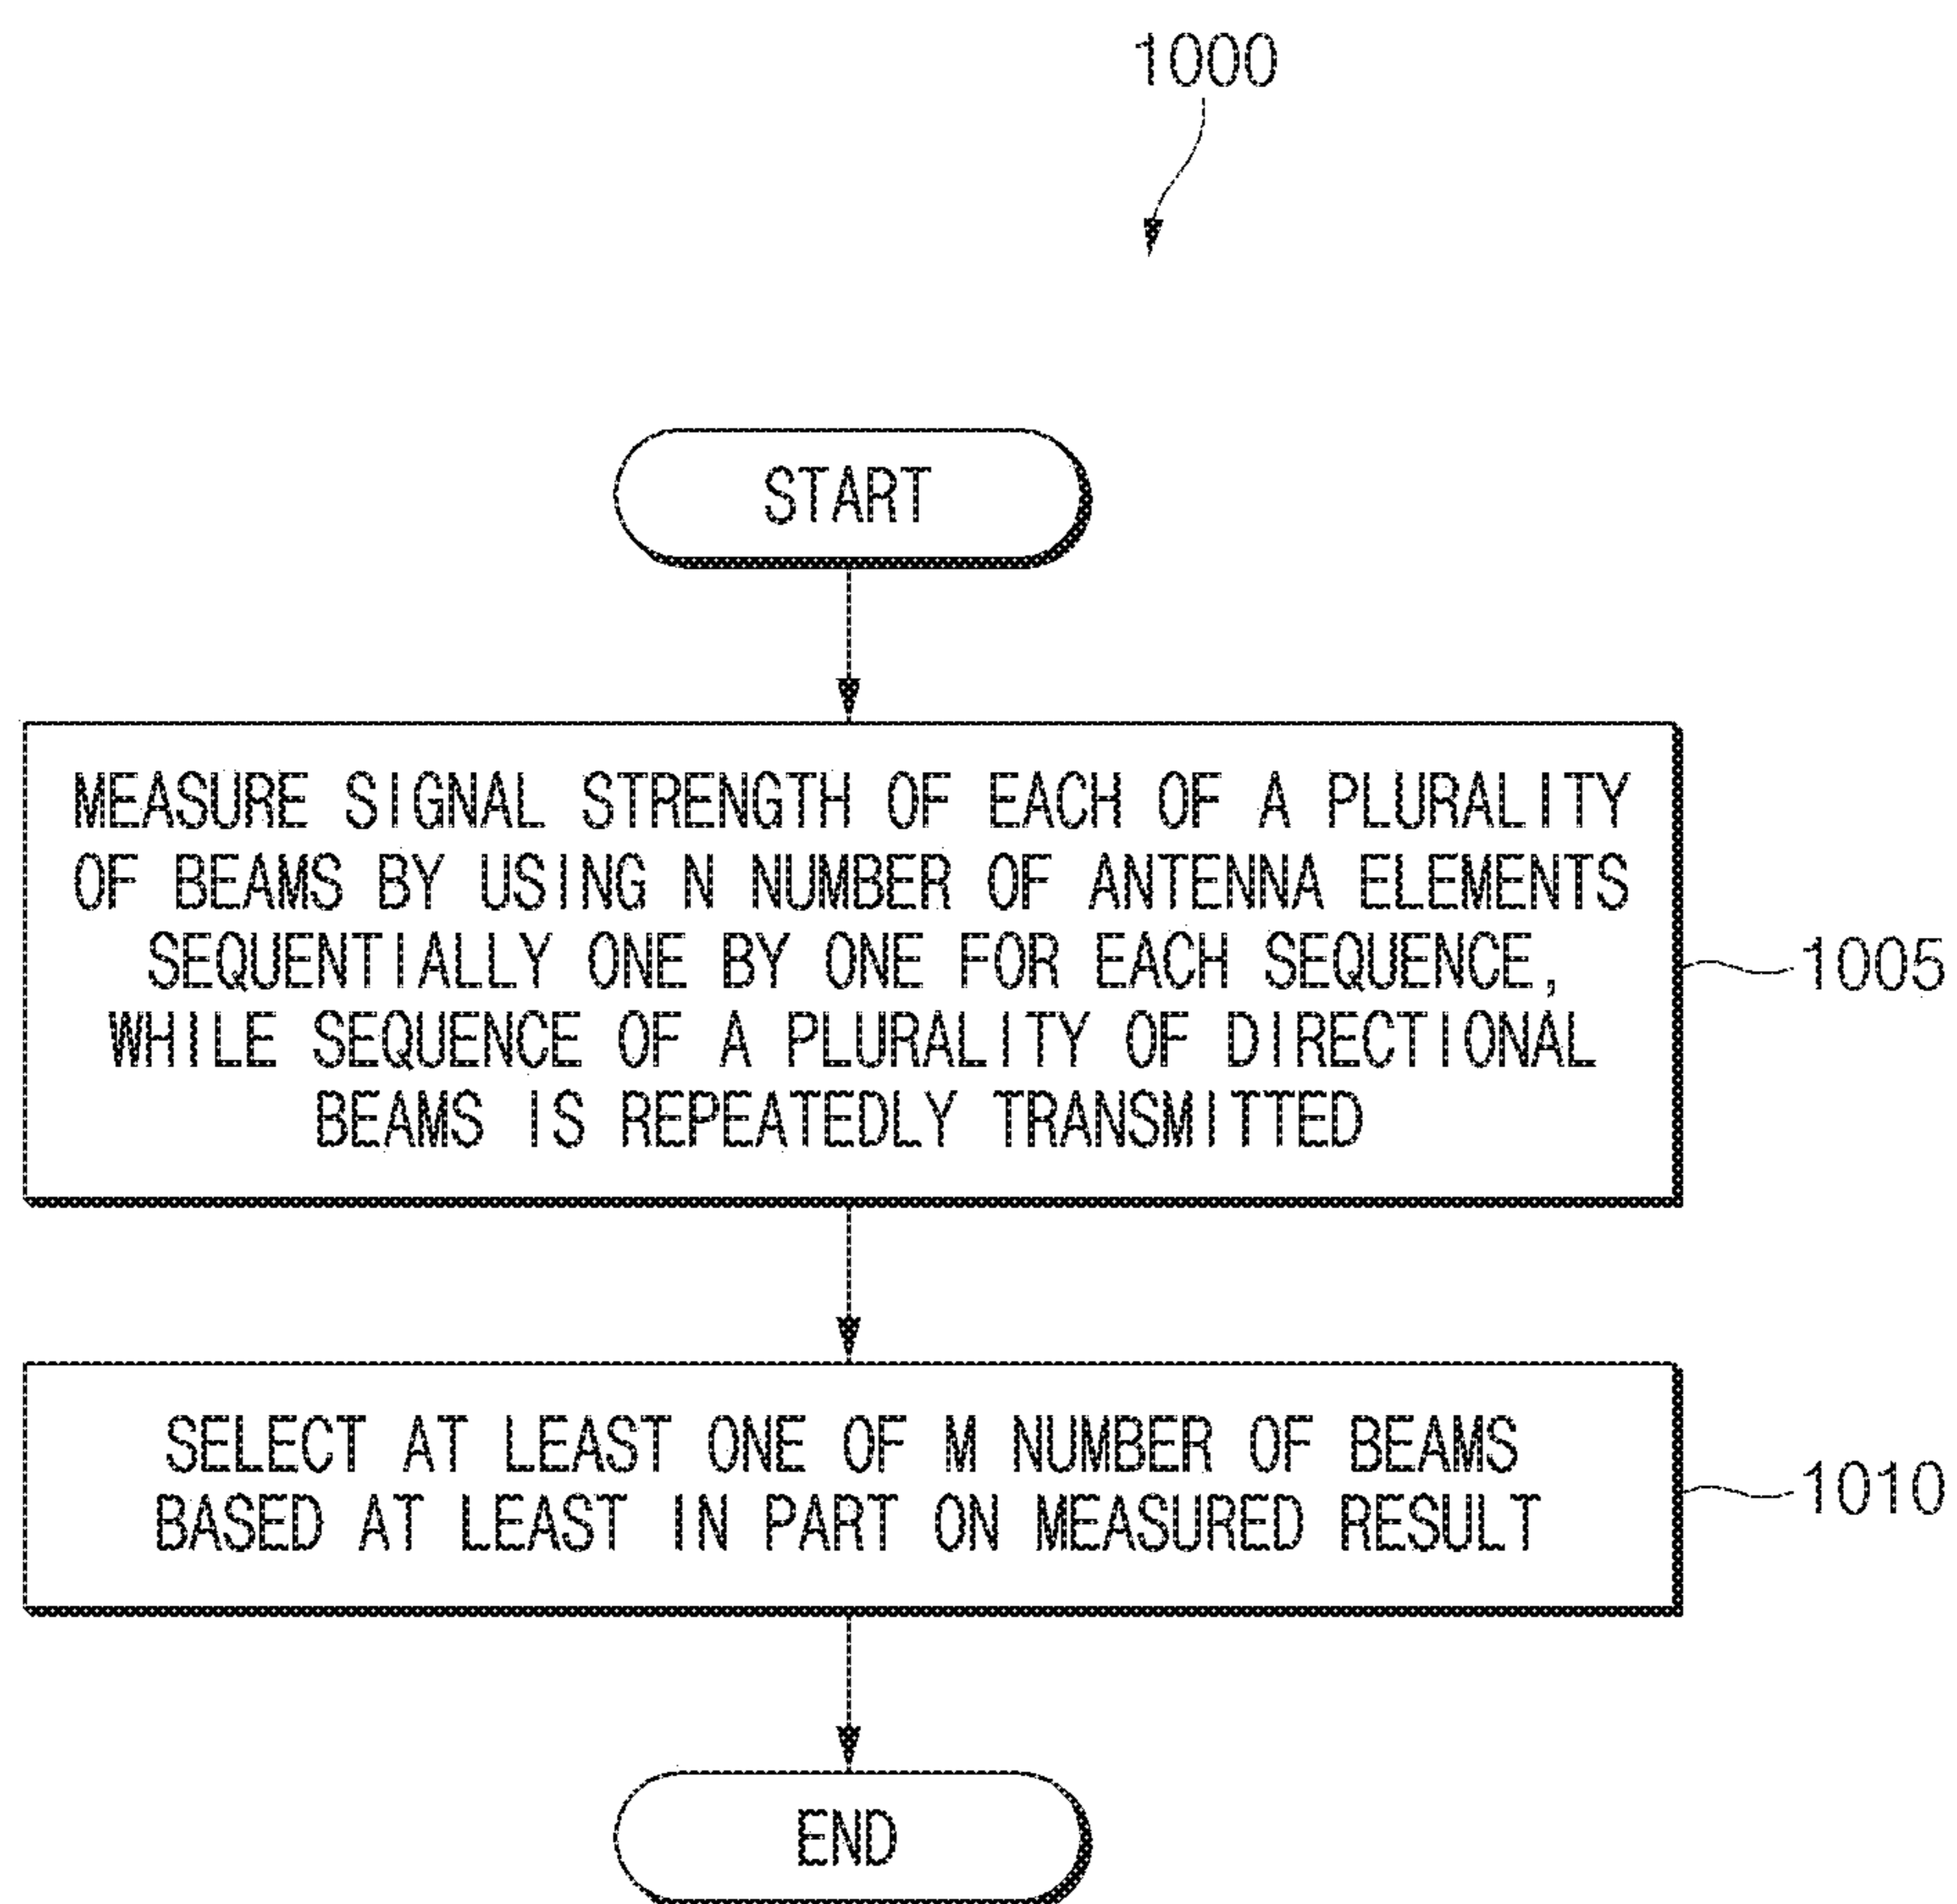 1000
START
MEASURE SIGNAL STRENGTH OF EACH OF A PLURALITY
OF BEAMS BY USING N NUMBER OF ANTENNA ELEMENTS
SEQUENTIALLY ONE BY ONE FOR EACH SEQUENCE,
WHILE SEQUENCE OF A PLURALITY OF DIRECTIONAL
BEAMS IS REPEATEDLY TRANSMITTED
1005
SELECT AT LEAST ONE OF M NUMBER OF BEAMS
BASED AT LEAST IN PART ON MEASURED RESULT
1010
END